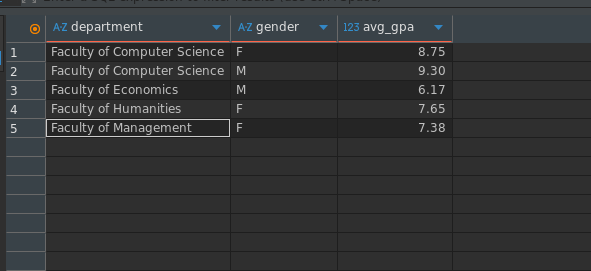 A-Z department A-Z gender 123 avg_gpa
1 Faculty of Computer Science F 8.75
2 Faculty of Computer Science M 9.30
3 Faculty of Economics M 6.17
4 Faculty of Humanities F 7.65
5 Faculty of Management F 7.38